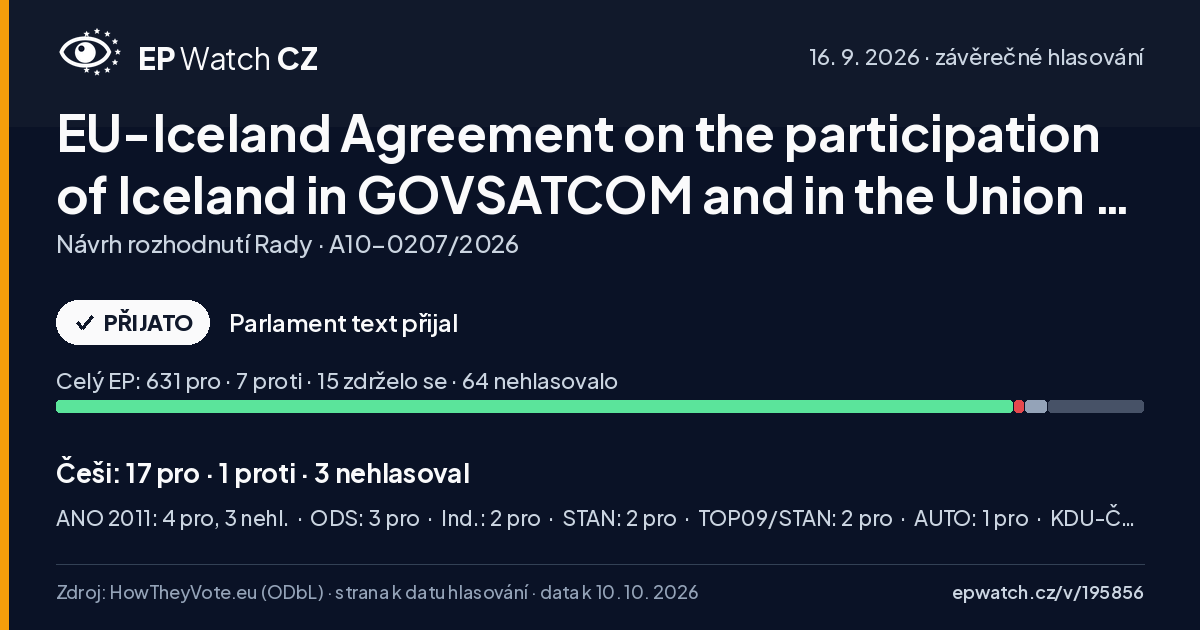 EP Watch CZ
16. 9. 2026 · závěrečné hlasování
EU-Iceland Agreement on the participation
of Iceland in GOVSATCOM and in the Union …
Návrh rozhodnutí Rady · A10-0207/2026
✓ PŘIJATO
Parlament text přijal
Celý EP: 631 pro · 7 proti · 15 zdrželo se · 64 nehlasovalo
Češi: 17 pro · 1 proti · 3 nehlasoval
ANO 2011: 4 pro, 3 nehl. · ODS: 3 pro · Ind.: 2 pro · STAN: 2 pro · TOP09/STAN: 2 pro · AUTO: 1 pro · KDU-Č…
Zdroj: HowTheyVote.eu (ODbL) · strana k datu hlasování · data k 10. 10. 2026
epwatch.cz/v/195856